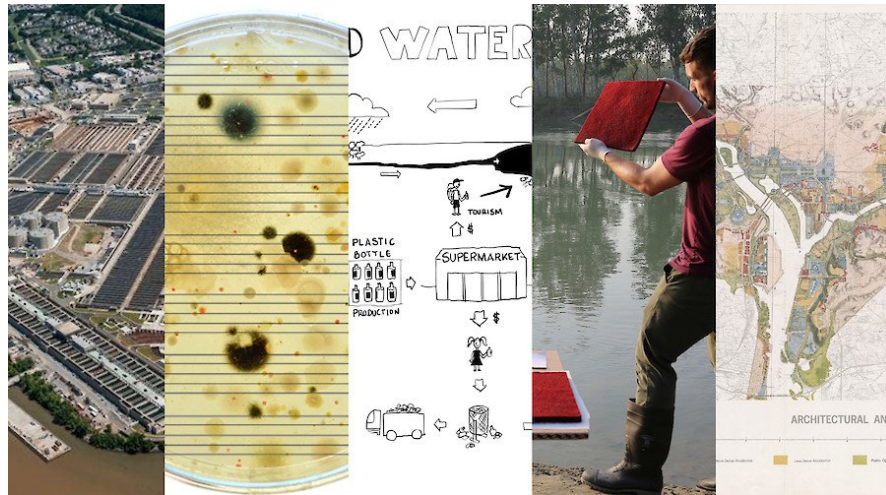 D WATER
TOURISM
$
PLASTIC
BOTTLE
SUPERMARKET
PRODUCTION
$
ARCHITECTURAL AN